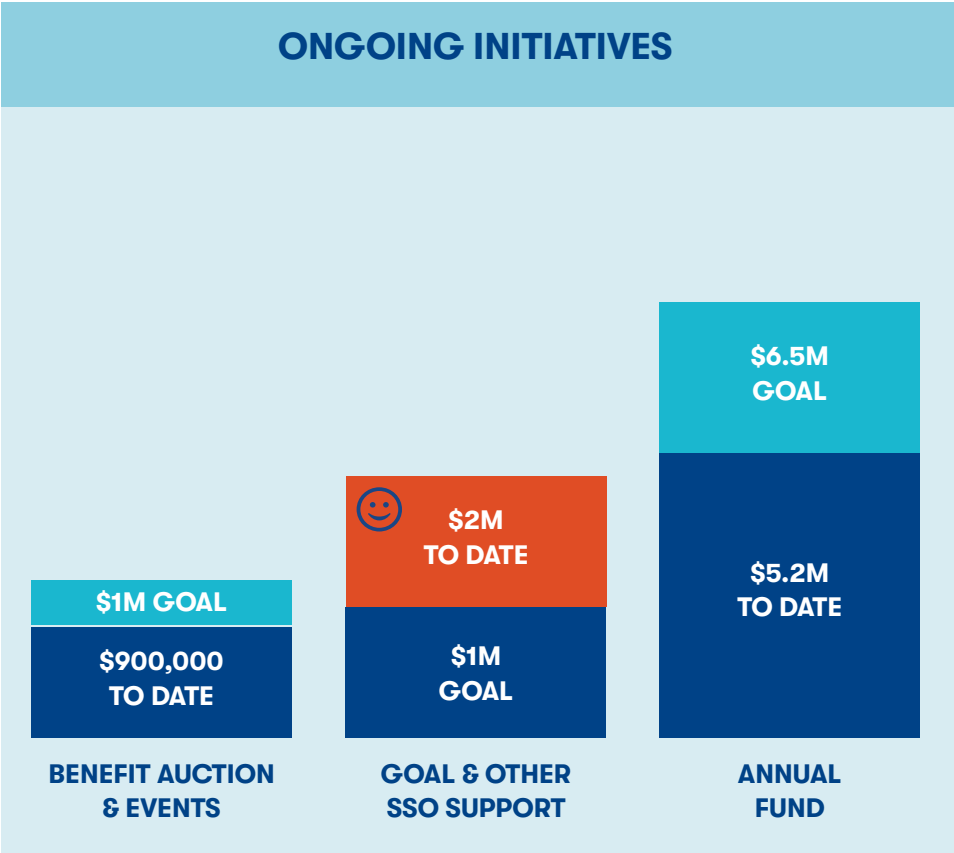 ONGOING INITIATIVES
$1M GOAL
$900,000
TO DATE
BENEFIT AUCTION
& EVENTS
$2M
TO DATE
$1M
GOAL
GOAL & OTHER
SSO SUPPORT
$6.5M
GOAL
$5.2M
TO DATE
ANNUAL
FUND